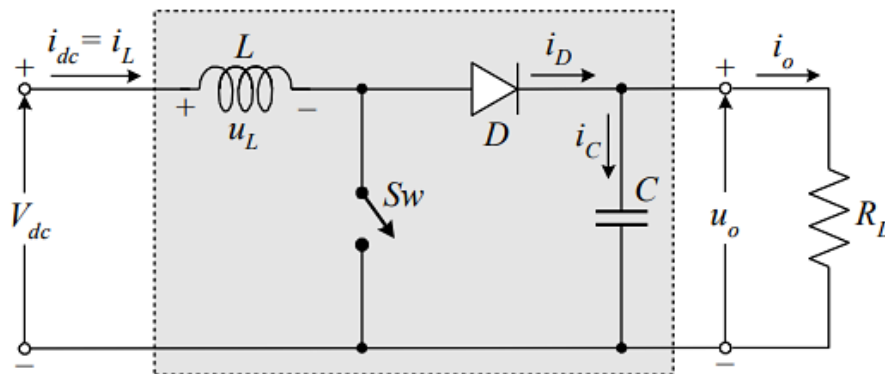 i_dc = i_L
L
i_D
i_o
+
+
+
−
u_L
D
i_C
V_dc
Sw
C
u_o
R_L
−
−